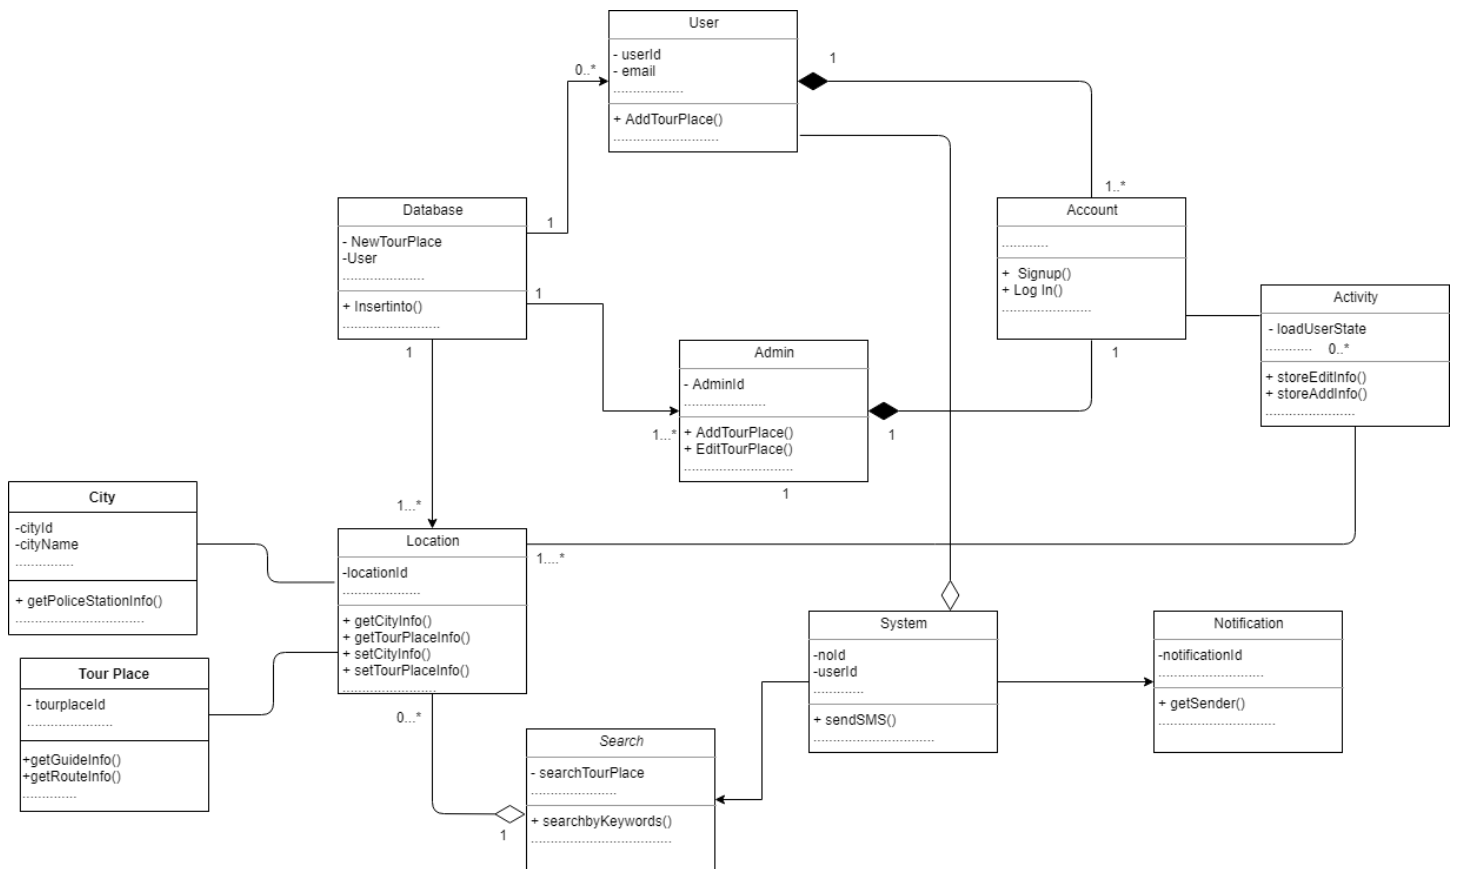 User
- userId
- email
....................
+ AddTourPlace()
..............................
1
0..*
1..*
Database
- NewTourPlace
-User
.......................
+ Insertinto()
...........................
1
1
1
Account
.............
+  Signup()
+ Log In()
.........................
1
Activity
- loadUserState
............. 0..*
+ storeEditInfo()
+ storeAddInfo()
.........................
Admin
- AdminId
.......................
+ AddTourPlace()
+ EditTourPlace()
..............................
1...*
1
1
City
-cityId
-cityName
................
+ getPoliceStationInfo()
....................................
1...*
Location
-locationId
......................
+ getCityInfo()
+ getTourPlaceInfo()
+ setCityInfo()
+ setTourPlaceInfo()
..........................
1....*
0...*
Tour Place
- tourplaceId
........................
+getGuideInfo()
+getRouteInfo()
...............
Search
- searchTourPlace
........................
+ searchbyKeywords()
.......................................
1
System
-noId
-userId
..............
+ sendSMS()
..................................
Notification
-notificationId
.............................
+ getSender()
.................................